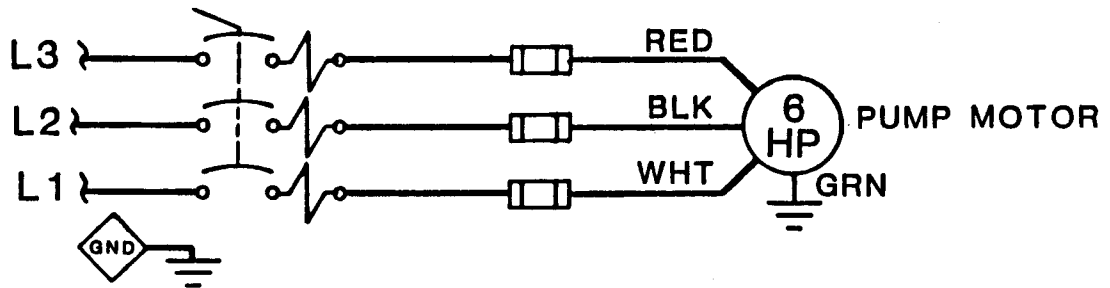 L3
RED
L2
BLK
6
HP
PUMP MOTOR
L1
WHT
GRN
GND